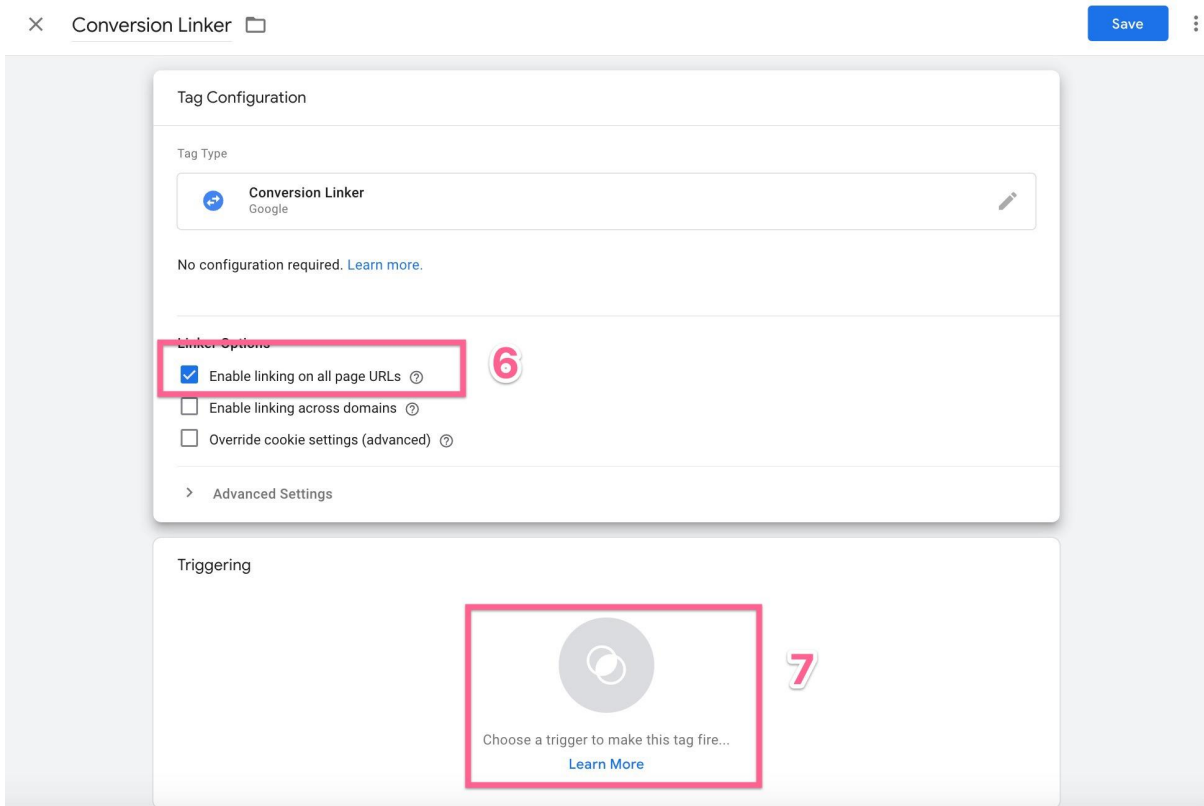 Conversion Linker
Save
Tag Configuration
Tag Type
Conversion Linker
Google
No configuration required. Learn more.
Linker Options
Enable linking on all page URLs
6
Enable linking across domains
Override cookie settings (advanced)
Advanced Settings
Triggering
7
Choose a trigger to make this tag fire...
Learn More